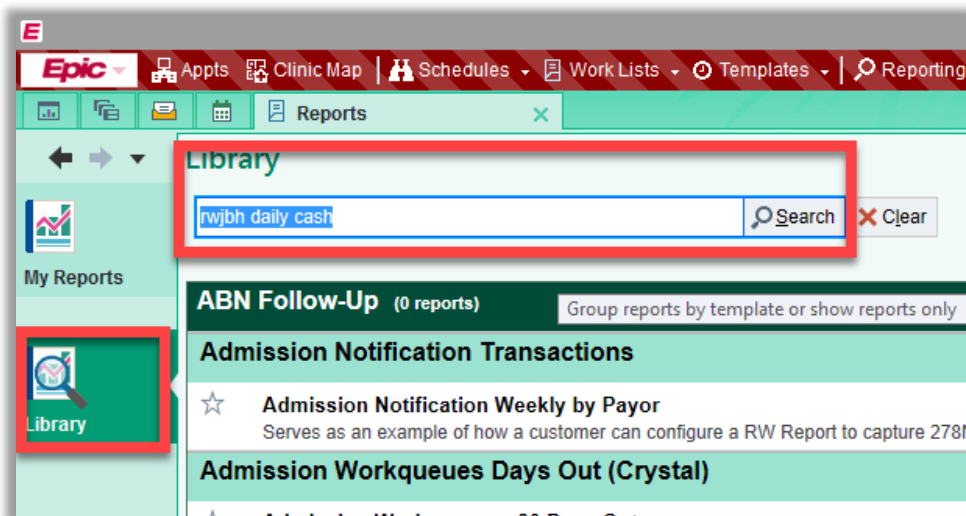 E
Epic Appts Clinic Map Schedules Work Lists Templates Reporting
Reports
Library
rwjbh daily cash Search Clear
My Reports
ABN Follow-Up (0 reports) Group reports by template or show reports only
Admission Notification Transactions
Admission Notification Weekly by Payor
Library
Serves as an example of how a customer can configure a RW Report to capture
Admission Workqueues Days Out (Crystal)